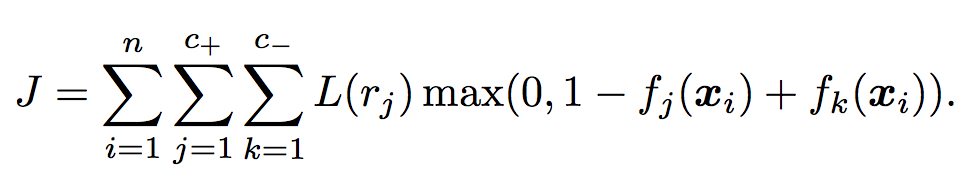 $J = \sum_{i=1}^{n} \sum_{j=1}^{c_+} \sum_{k=1}^{c_-} L(r_j) \max(0, 1 - f_j(\boldsymbol{x}_i) + f_k(\boldsymbol{x}_i)).$